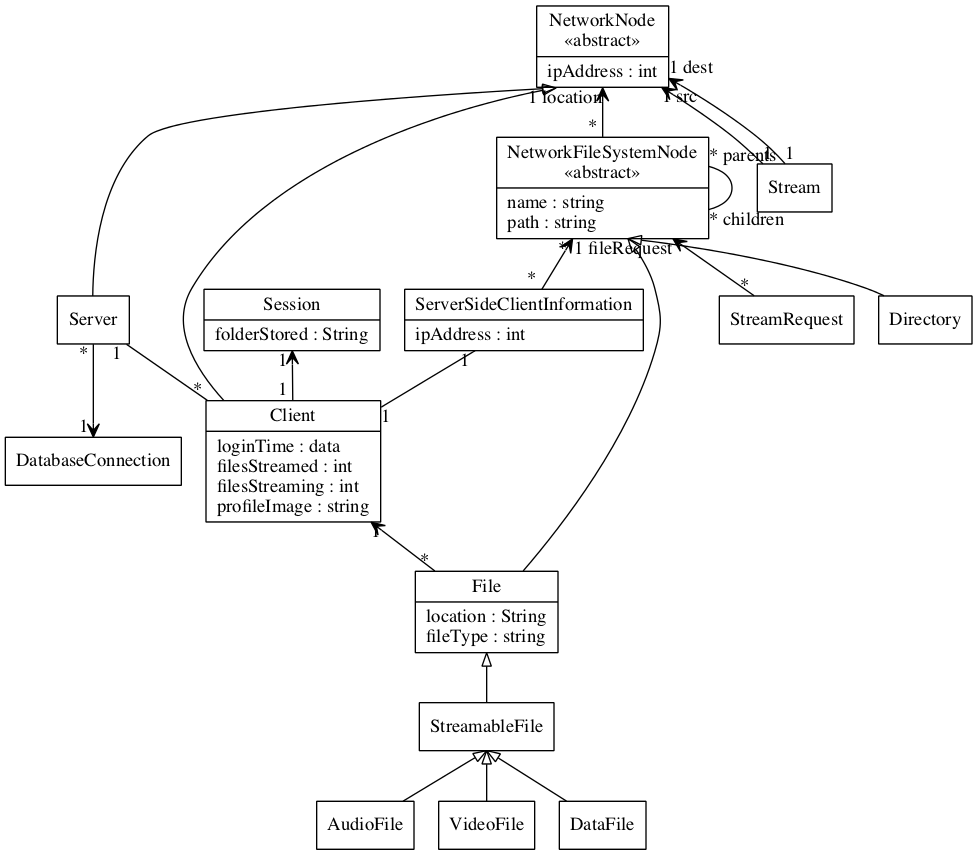 NetworkNode
«abstract»
ipAddress : int
1 dest
1 location
1
1 src
*
NetworkFileSystemNode
«abstract»
* parents
1
1
name : string
path : string
* children
Stream
* 1 fileRequest
*
*
Server
Session
folderStored : String
ServerSideClientInformation
ipAddress : int
StreamRequest
Directory
*
1
1
1
*
1
1
1
DatabaseConnection
Client
loginTime : data
filesStreamed : int
filesStreaming : int
profileImage : string
1
*
File
location : String
fileType : string
StreamableFile
AudioFile
VideoFile
DataFile